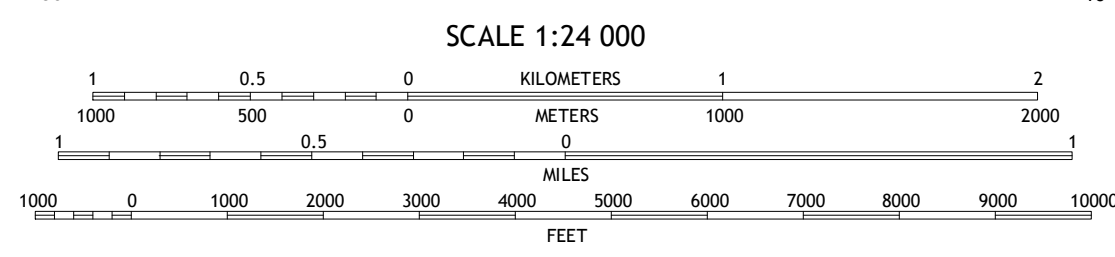 SCALE 1:24 000
1 0.5 0 KILOMETERS 1 2
1000 500 0 METERS 1000 2000
1 0.5 0 1
MILES
1000 0 1000 2000 3000 4000 5000 6000 7000 8000 9000 10000
FEET